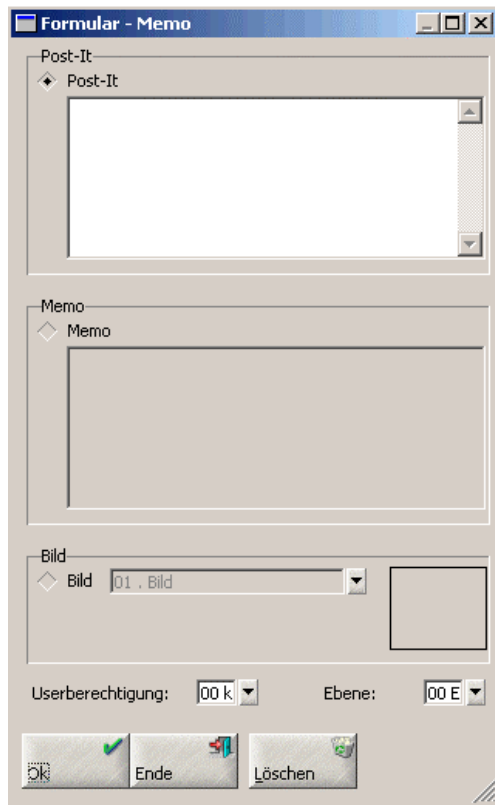 Formular - Memo
Post-It
Post-It
Memo
Memo
Bild
Bild 01 . Bild
Userberechtigung: 00 k Ebene: 00 E
Ok Ende Löschen